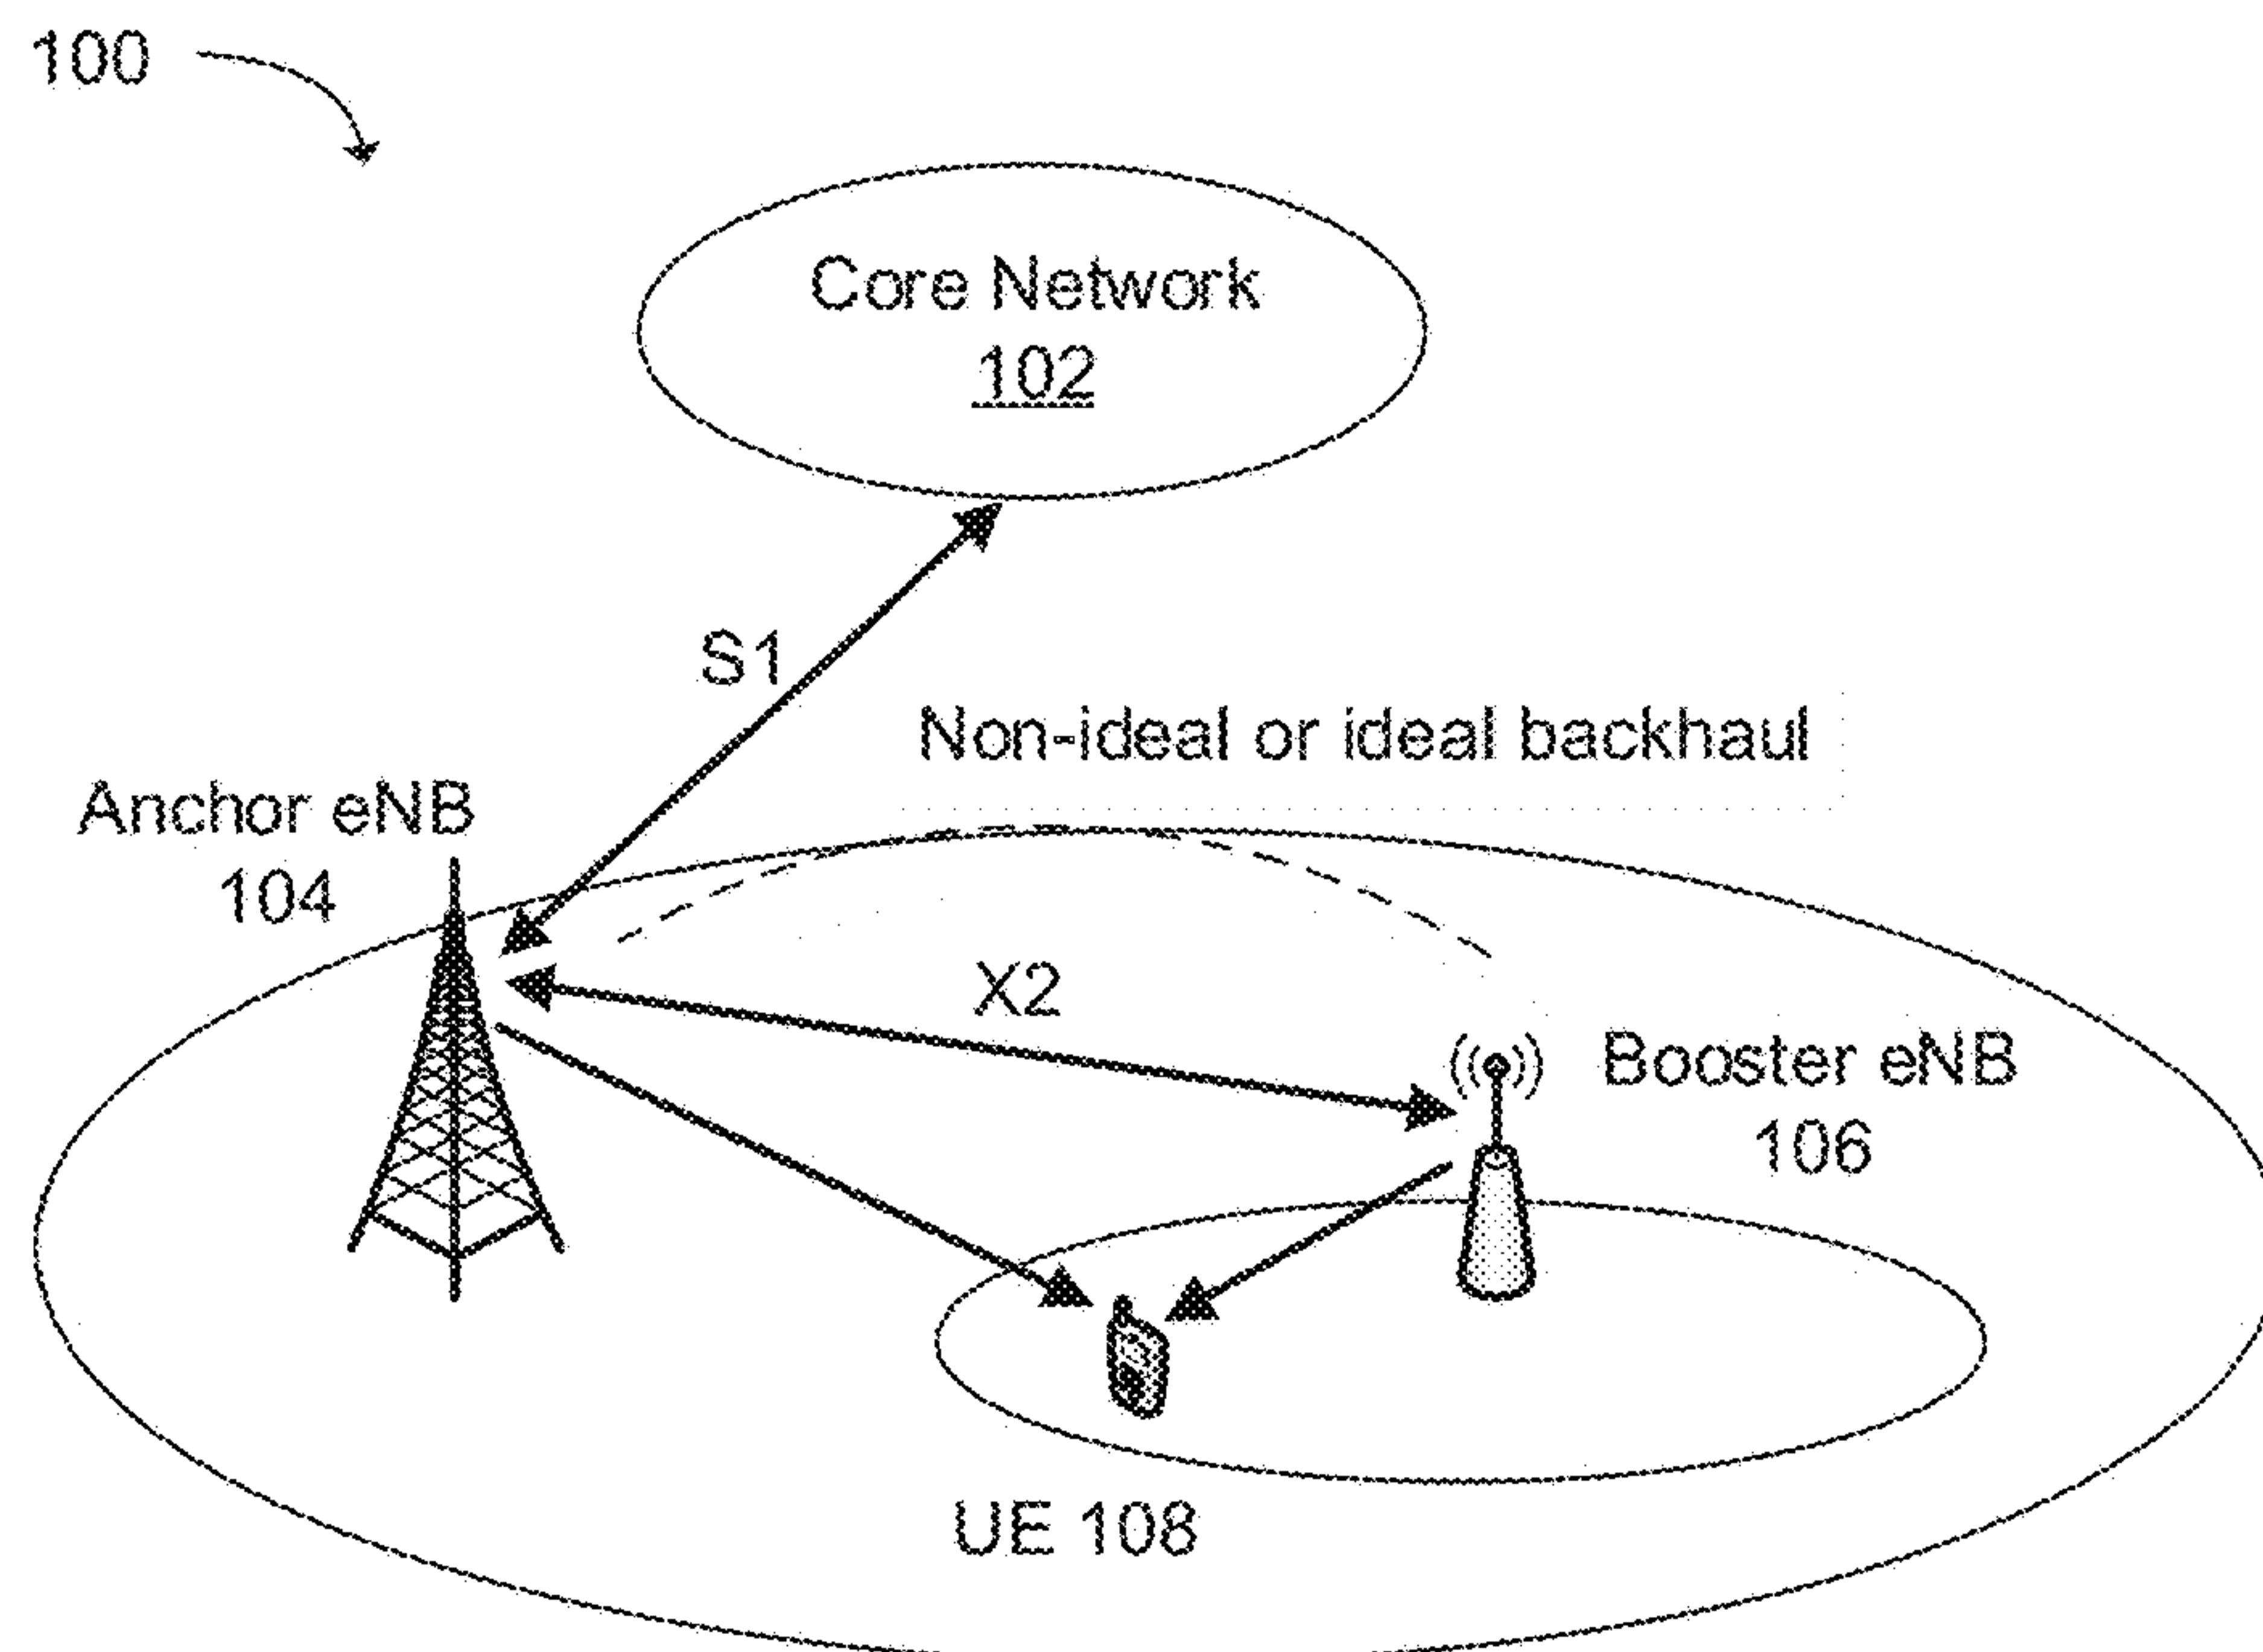 100
Core Network
102
S1
Non-ideal or ideal backhaul
Anchor eNB
104
X2
Booster eNB
106
UE 108